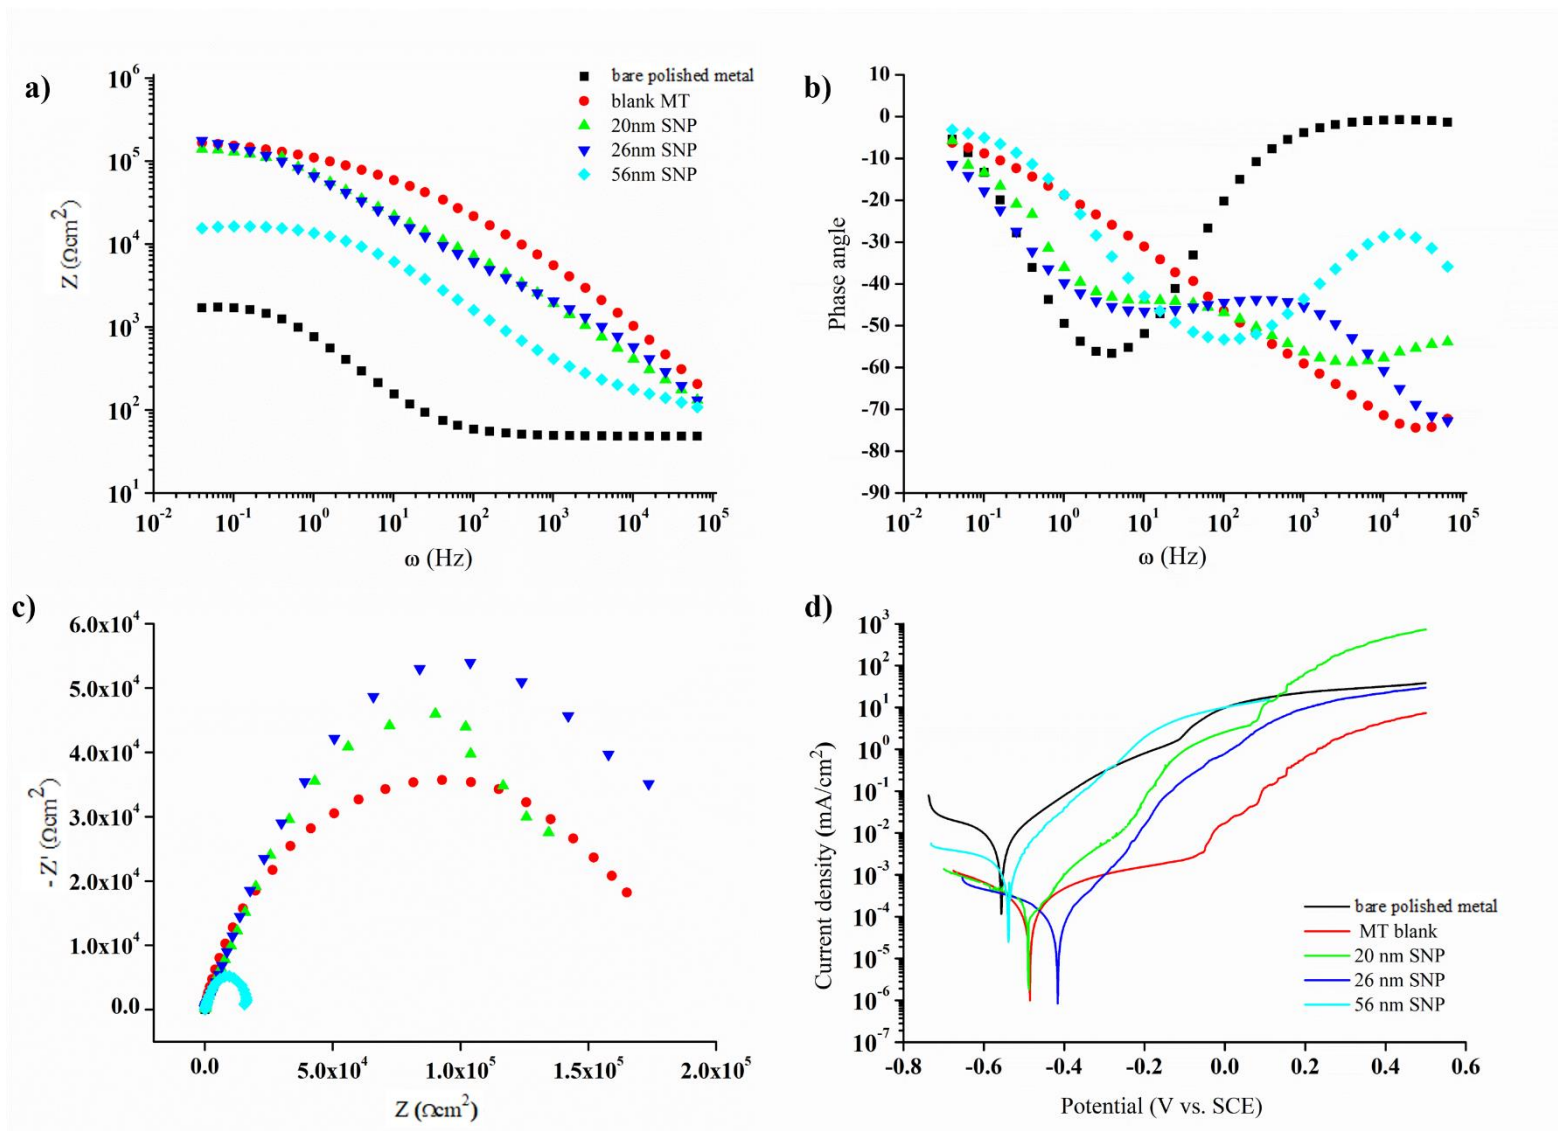 a)
10^6
10^5
10^4
10^3
10^2
10^1
Z (Ωcm^2)
10^-2 10^-1 10^0 10^1 10^2 10^3 10^4 10^5
ω (Hz)
bare polished metal
blank MT
20nm SNP
26nm SNP
56nm SNP
b)
10
0
-10
-20
-30
-40
-50
-60
-70
-80
-90
Phase angle
10^-2 10^-1 10^0 10^1 10^2 10^3 10^4 10^5
ω (Hz)
c)
6.0x10^4
5.0x10^4
4.0x10^4
3.0x10^4
2.0x10^4
1.0x10^4
0.0
-Z' (Ωcm^2)
0.0 5.0x10^4 1.0x10^5 1.5x10^5 2.0x10^5
Z (Ωcm^2)
d)
10^3
10^2
10^1
10^0
10^-1
10^-2
10^-3
10^-4
10^-5
10^-6
10^-7
Current density (mA/cm^2)
bare polished metal
MT blank
20 nm SNP
26 nm SNP
56 nm SNP
-0.8 -0.6 -0.4 -0.2 0.0 0.2 0.4 0.6
Potential (V vs. SCE)